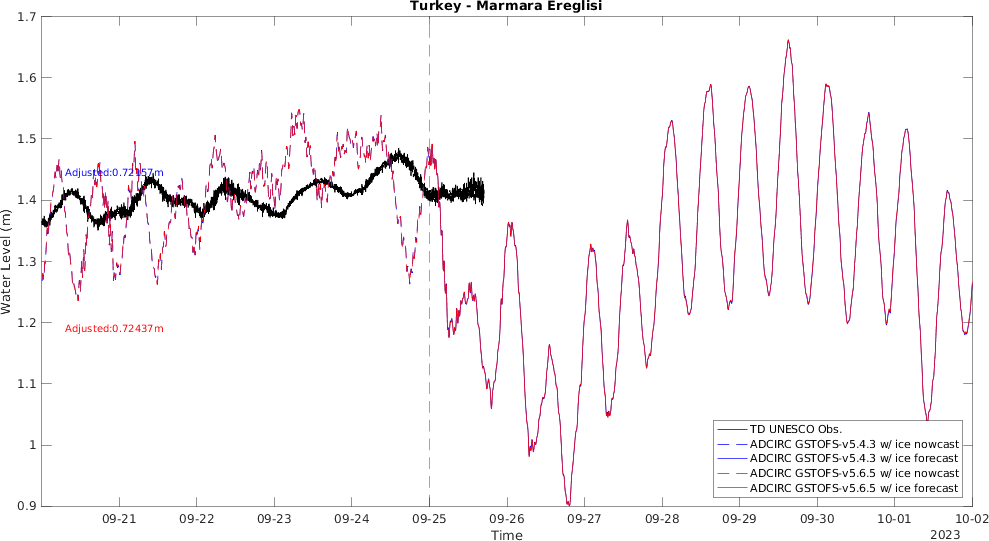 Turkey - Marmara Ereglisi
1.7
1.6
1.5
1.4
1.3
1.2
1.1
1
0.9
Water Level (m)
Adjusted:0.72157m
Adjusted:0.72437m
TD UNESCO Obs.
ADCIRC GSTOFS-v5.4.3 w/ ice nowcast
ADCIRC GSTOFS-v5.4.3 w/ ice forecast
ADCIRC GSTOFS-v5.6.5 w/ ice nowcast
ADCIRC GSTOFS-v5.6.5 w/ ice forecast
09-21 09-22 09-23 09-24 09-25 09-26 09-27 09-28 09-29 09-30 10-01 10-02
Time
2023